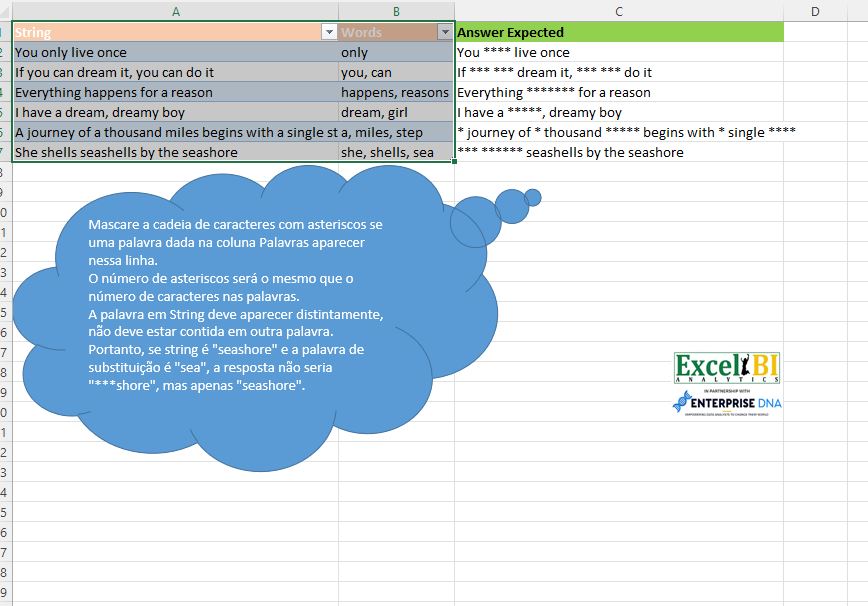 A B C D
String Words Answer Expected
You only live once only You **** live once
If you can dream it, you can do it you, can If *** *** dream it, *** *** do it
Everything happens for a reason happens, reasons Everything ******* for a reason
I have a dream, dreamy boy dream, girl I have a *****, dreamy boy
A journey of a thousand miles begins with a single st a, miles, step * journey of * thousand ***** begins with * single ****
She shells seashells by the seashore she, shells, sea *** ****** seashells by the seashore
Mascare a cadeia de caracteres com asteriscos se
uma palavra dada na coluna Palavras aparecer
nessa linha.
O número de asteriscos será o mesmo que o
número de caracteres nas palavras.
A palavra em String deve aparecer distintamente,
não deve estar contida em outra palavra.
Portanto, se string é "seashore" e a palavra de
substituição é "sea", a resposta não seria
"***shore", mas apenas "seashore".
Excel BI
ANALYTICS
IN PARTNERSHIP WITH
ENTERPRISE DNA